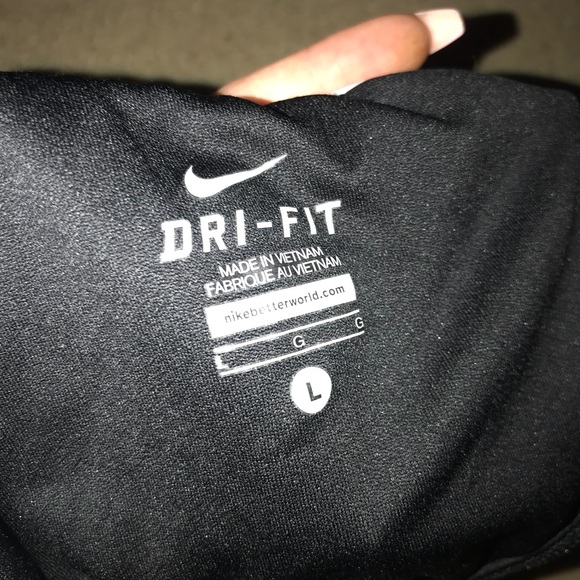 DRI-FIT
MADE IN VIETNAM
FABRIQUE AU VIETNAM
nikebetterworld.com
L G G
L